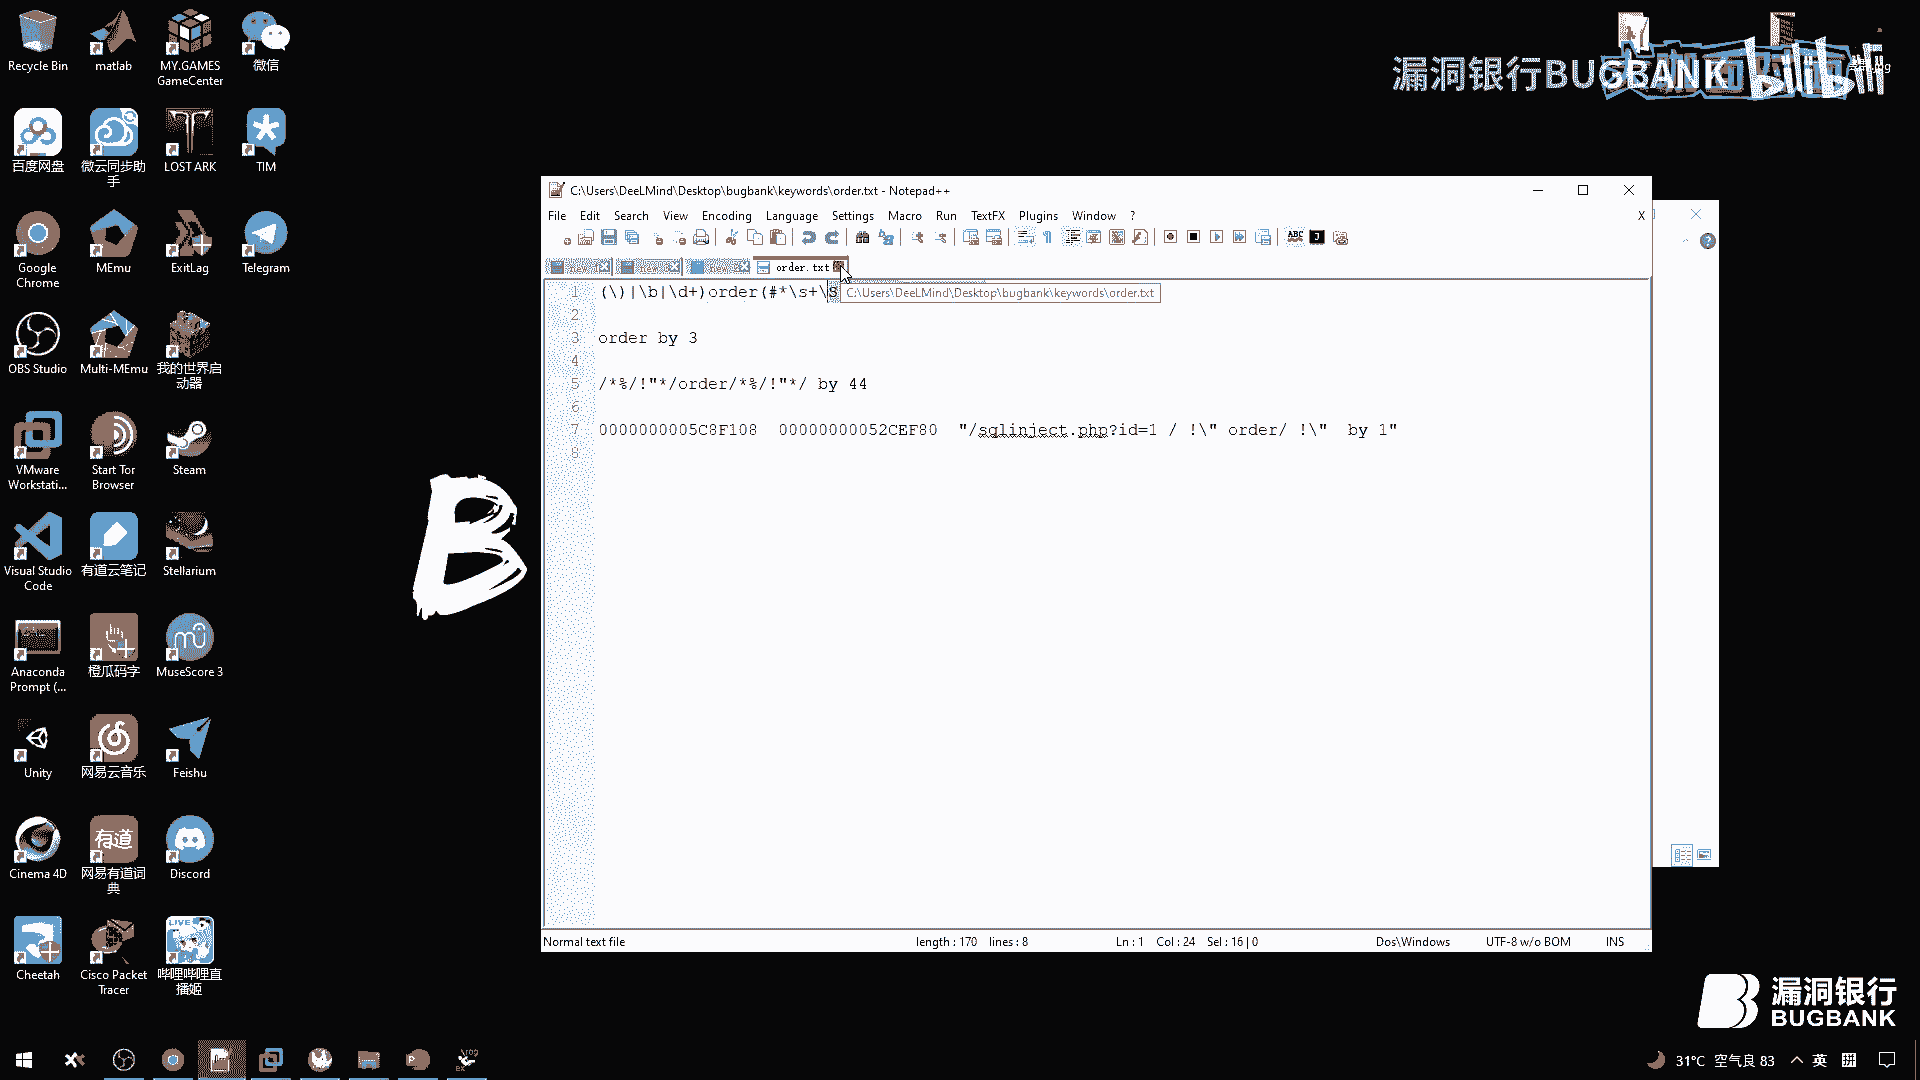 Recycle Bin
matlab
MY.GAMES
GameCenter
微信
百度网盘
微云同步助
手
LOST ARK
TIM
Google
Chrome
MEmu
ExitLag
Telegram
OBS Studio
Multi-MEmu
我的世界启
动器
VMware
Workstati...
Start Tor
Browser
Steam
Visual Studio
Code
有道云笔记
Stellarium
Anaconda
Prompt (...
橙瓜码字
MuseScore 3
Unity
网易云音乐
Feishu
Cinema 4D
有道
网易有道词
典
Discord
Cheetah
Cisco Packet
Tracer
LIVE
哔哩哔哩直
播姬
漏洞银行BUGBANK
bilibili
B
C:\Users\DeeLMind\Desktop\bugbank\keywords\order.txt - Notepad++
File Edit Search View Encoding Language Settings Macro Run TextFX Plugins Window ? X
order.txt
C:\Users\DeeLMind\Desktop\bugbank\keywords\order.txt
1 (\)|\b|\d+)order(#*\s+\S
2
3 order by 3
4
5 /*%/!"*/order/*%/!"*/ by 44
6
7 0000000005C8F108 00000000052CEF80 "/sqlinject.php?id=1 / !\" order/ !\" by 1"
8
Normal text file length : 170 lines : 8 Ln : 1 Col : 24 Sel : 16 | 0 Dos\Windows UTF-8 w/o BOM INS
漏洞银行
BUGBANK
31°C 空气良 83 英